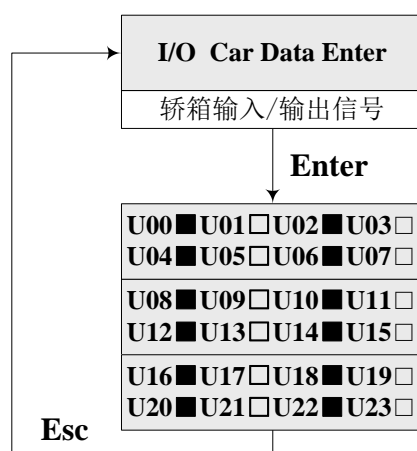 I/O Car Data Enter
轿箱输入/输出信号
Enter
U00■U01□U02■U03□
U04■U05□U06■U07□
U08■U09□U10■U11□
U12■U13□U14■U15□
U16■U17□U18■U19□
U20■U21□U22■U23□
Esc